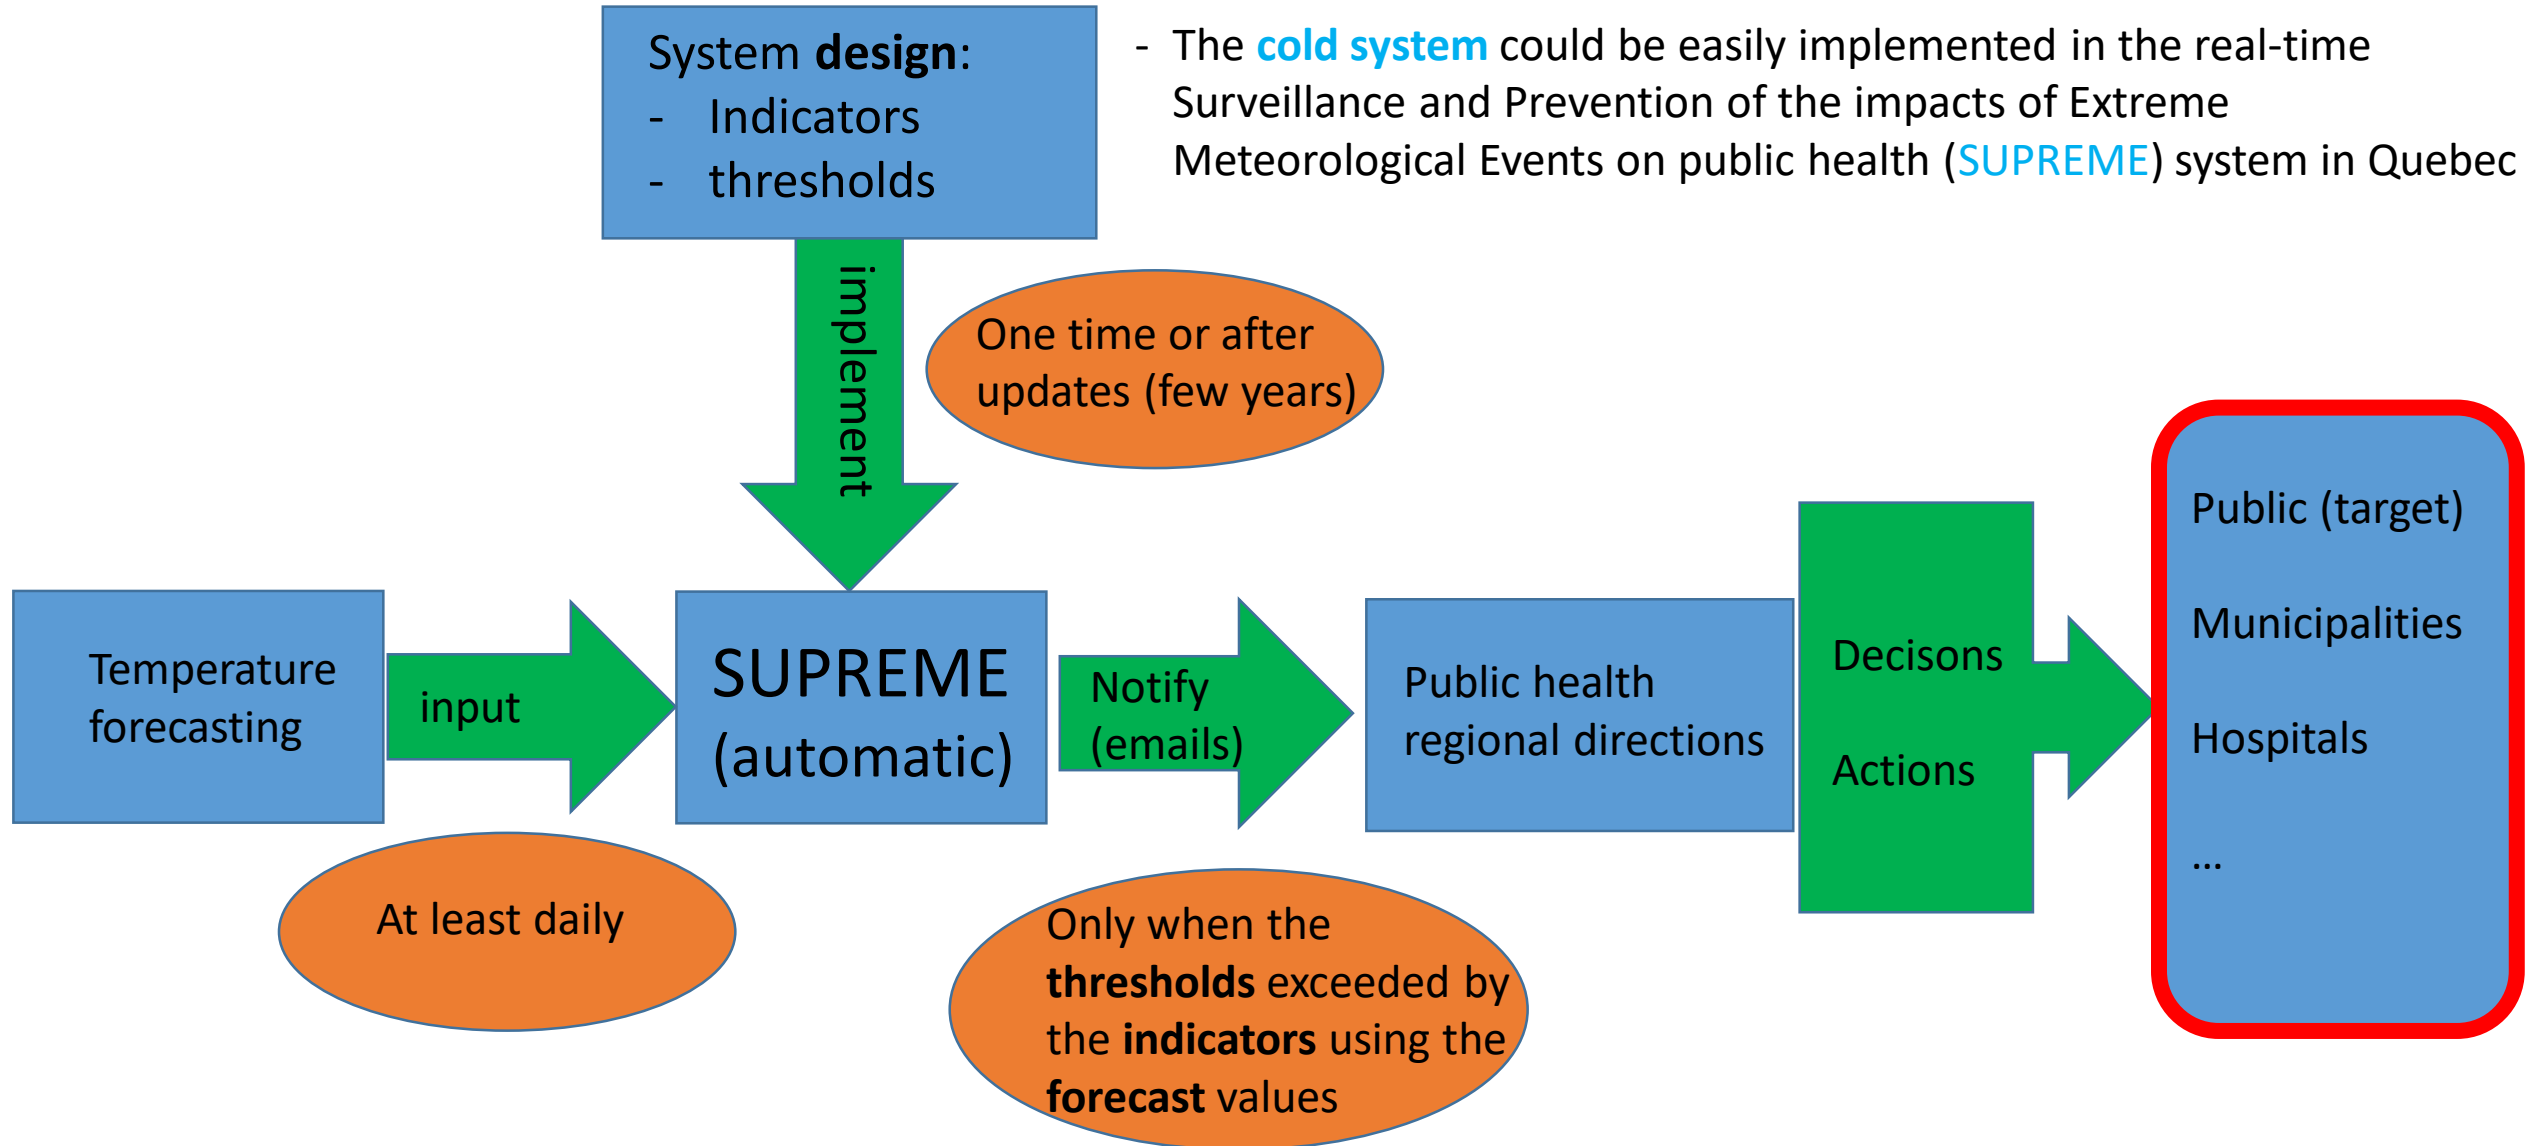 System design:
- Indicators
- thresholds
- The cold system could be easily implemented in the real-time
Surveillance and Prevention of the impacts of Extreme
Meteorological Events on public health (SUPREME) system in Quebec
implement
One time or after
updates (few years)
Temperature
forecasting
input
SUPREME
(automatic)
Notify
(emails)
Public health
regional directions
Decisons
Actions
Public (target)
Municipalities
Hospitals
...
At least daily
Only when the
thresholds exceeded by
the indicators using the
forecast values